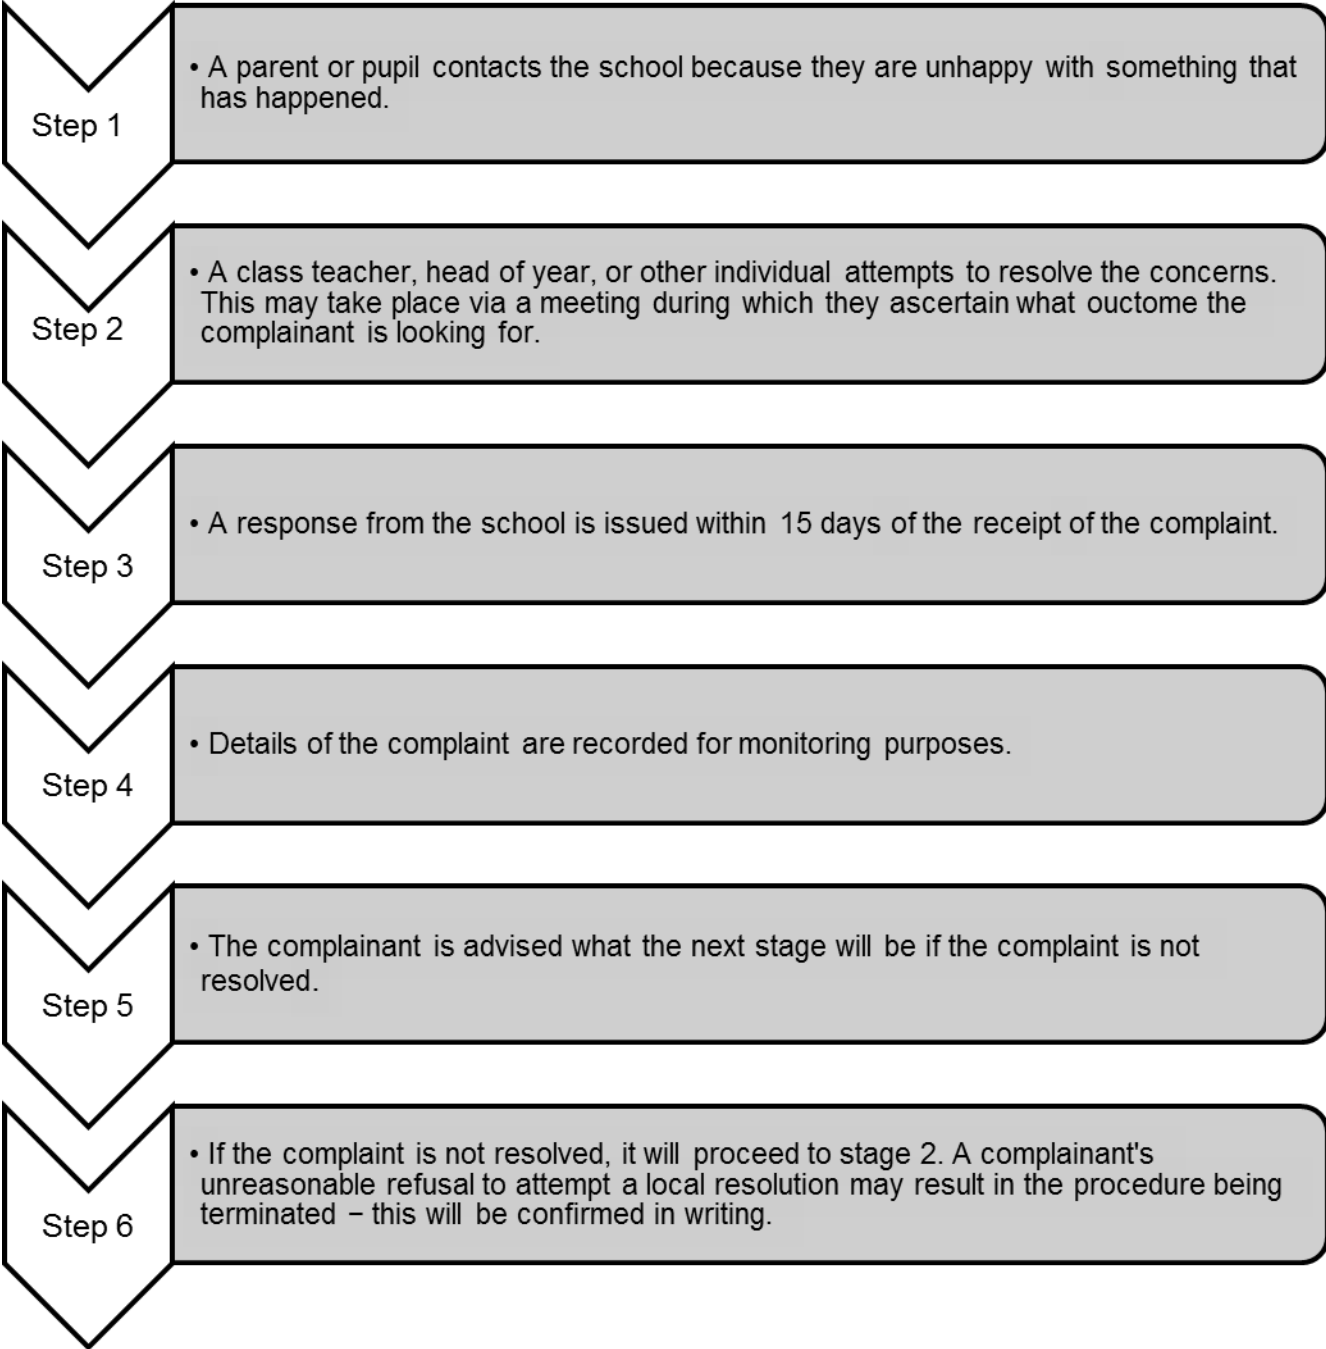 Step 1
• A parent or pupil contacts the school because they are unhappy with something that
has happened.
Step 2
• A class teacher, head of year, or other individual attempts to resolve the concerns.
This may take place via a meeting during which they ascertain what ouctome the
complainant is looking for.
Step 3
• A response from the school is issued within 15 days of the receipt of the complaint.
Step 4
• Details of the complaint are recorded for monitoring purposes.
Step 5
• The complainant is advised what the next stage will be if the complaint is not
resolved.
Step 6
• If the complaint is not resolved, it will proceed to stage 2. A complainant's
unreasonable refusal to attempt a local resolution may result in the procedure being
terminated – this will be confirmed in writing.